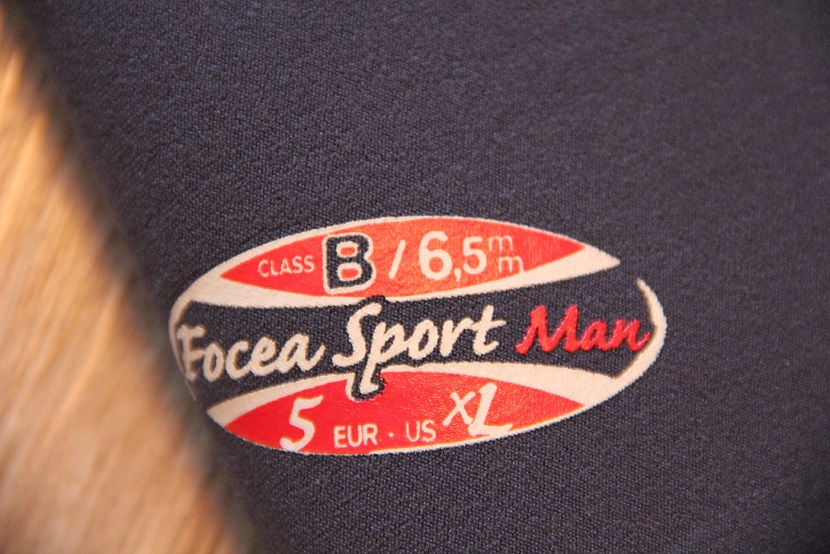 CLASS B / 6,5 mm
Focea Sport Man
5 EUR · US XL